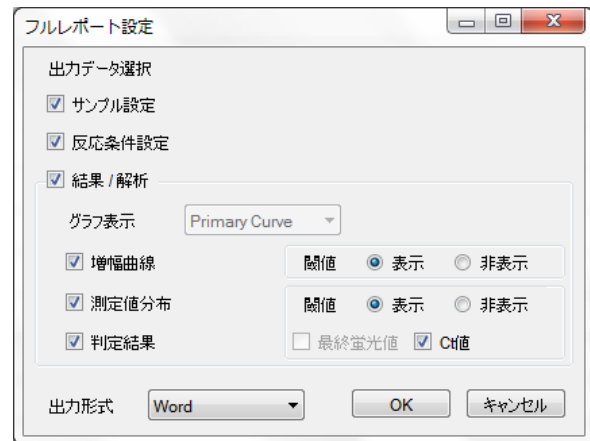 フルレポート設定
出力データ選択
サンプル設定
反応条件設定
結果 / 解析
グラフ表示 Primary Curve
増幅曲線 閾値 表示 非表示
測定値分布 閾値 表示 非表示
判定結果 最終蛍光値 Ct値
出力形式 Word OK キャンセル